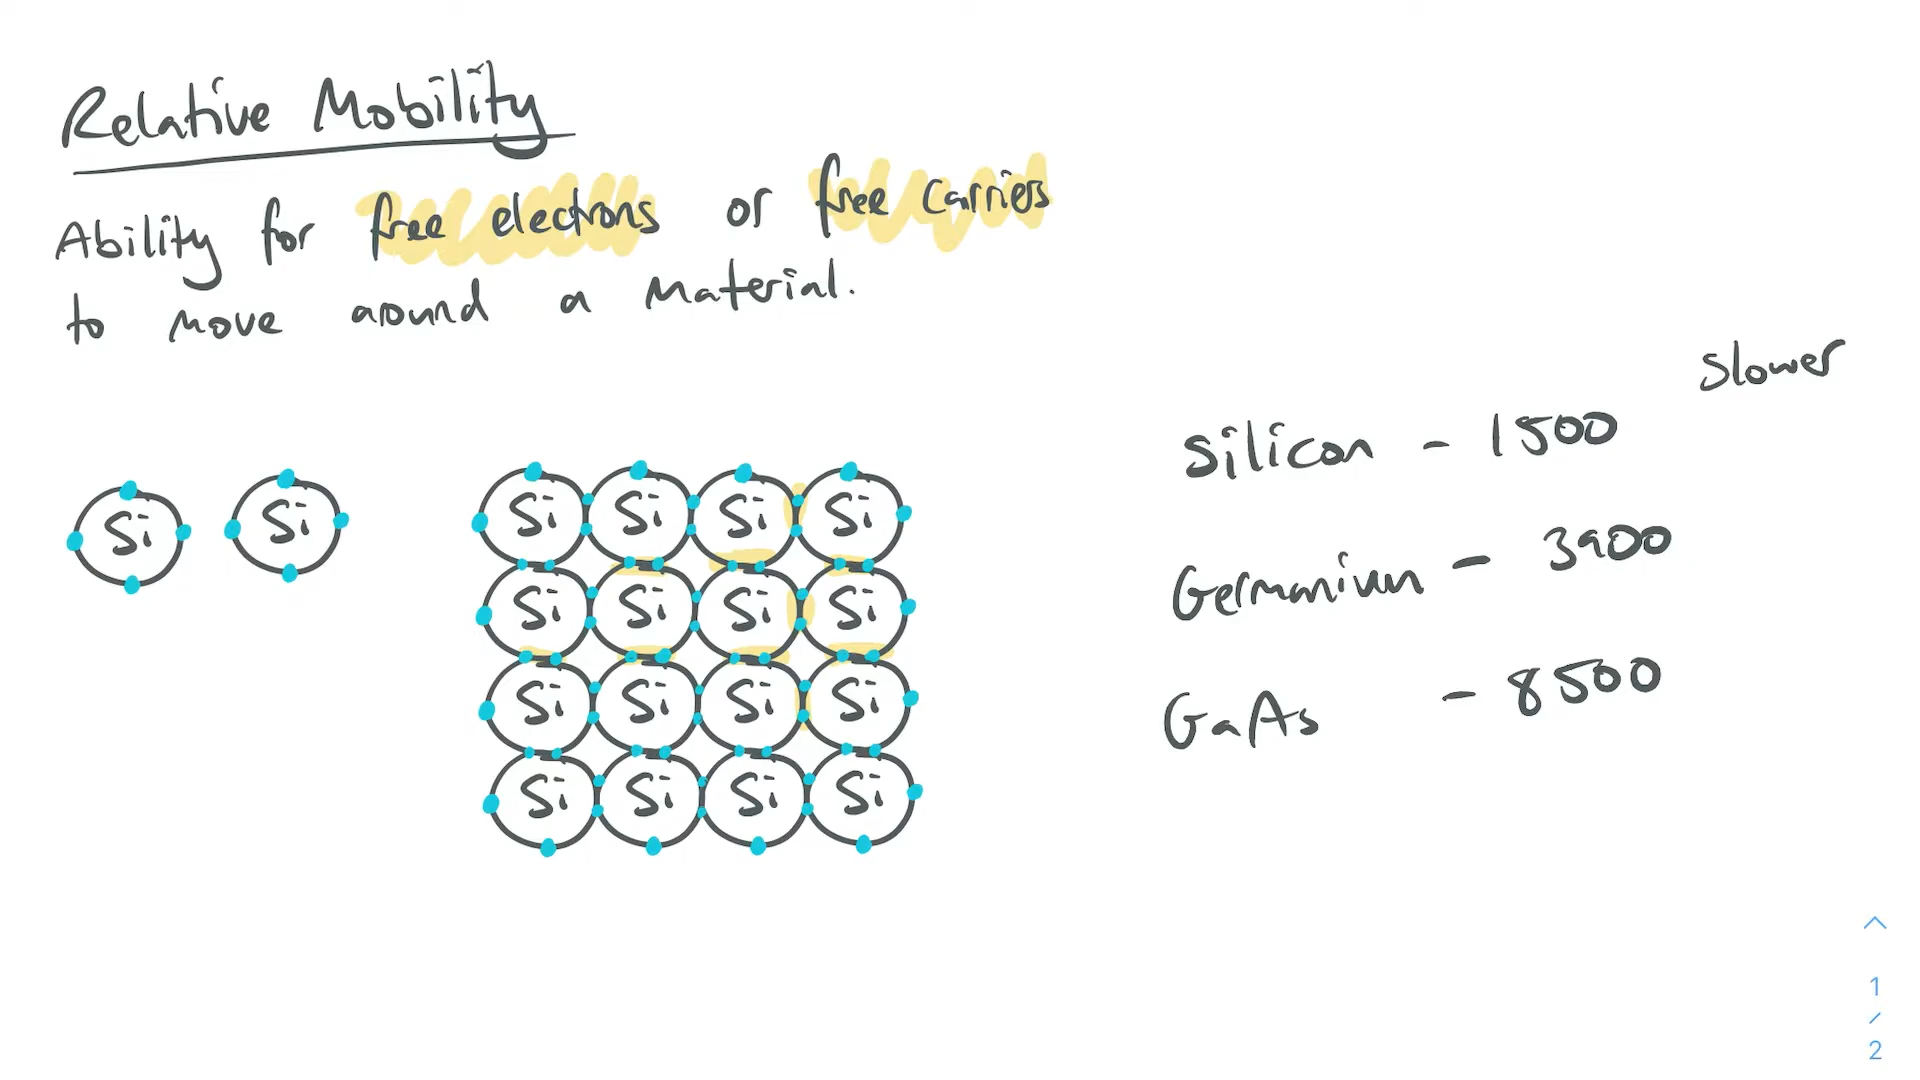 Relative Mobility
Ability for free electrons or free carriers
to move around a material.
Slower
Silicon - 1500
Germanium - 3900
GaAs - 8500
Si Si
Si Si Si Si
Si Si Si Si
Si Si Si Si
Si Si Si Si
1
/
2